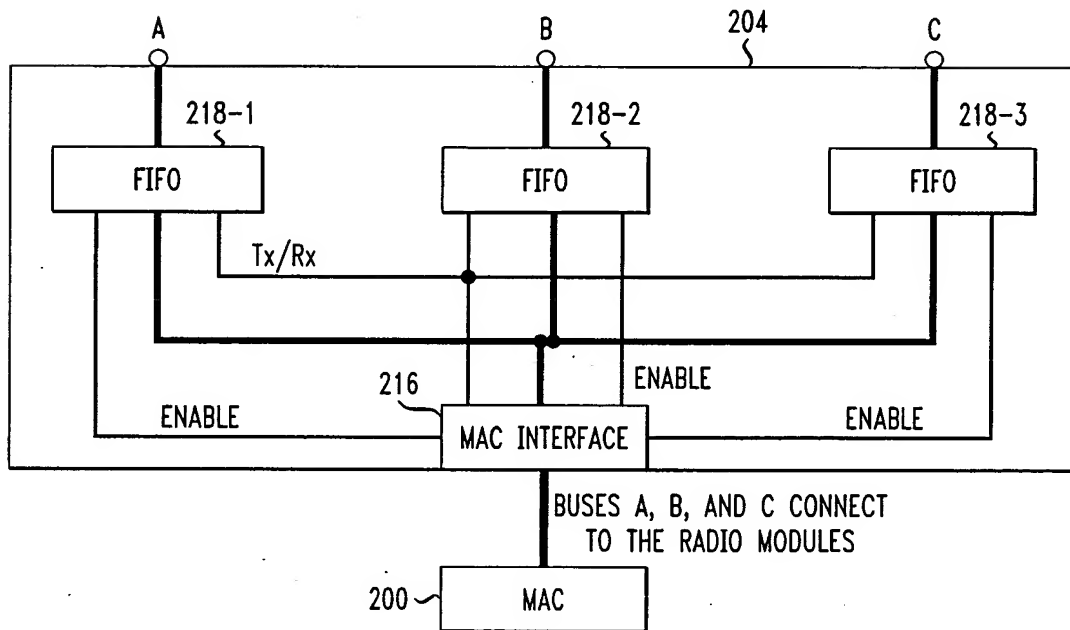 A
B
C
204
218-1
218-2
218-3
FIFO
FIFO
FIFO
Tx/Rx
216
ENABLE
ENABLE
ENABLE
MAC INTERFACE
BUSES A, B, AND C CONNECT
TO THE RADIO MODULES
200
MAC